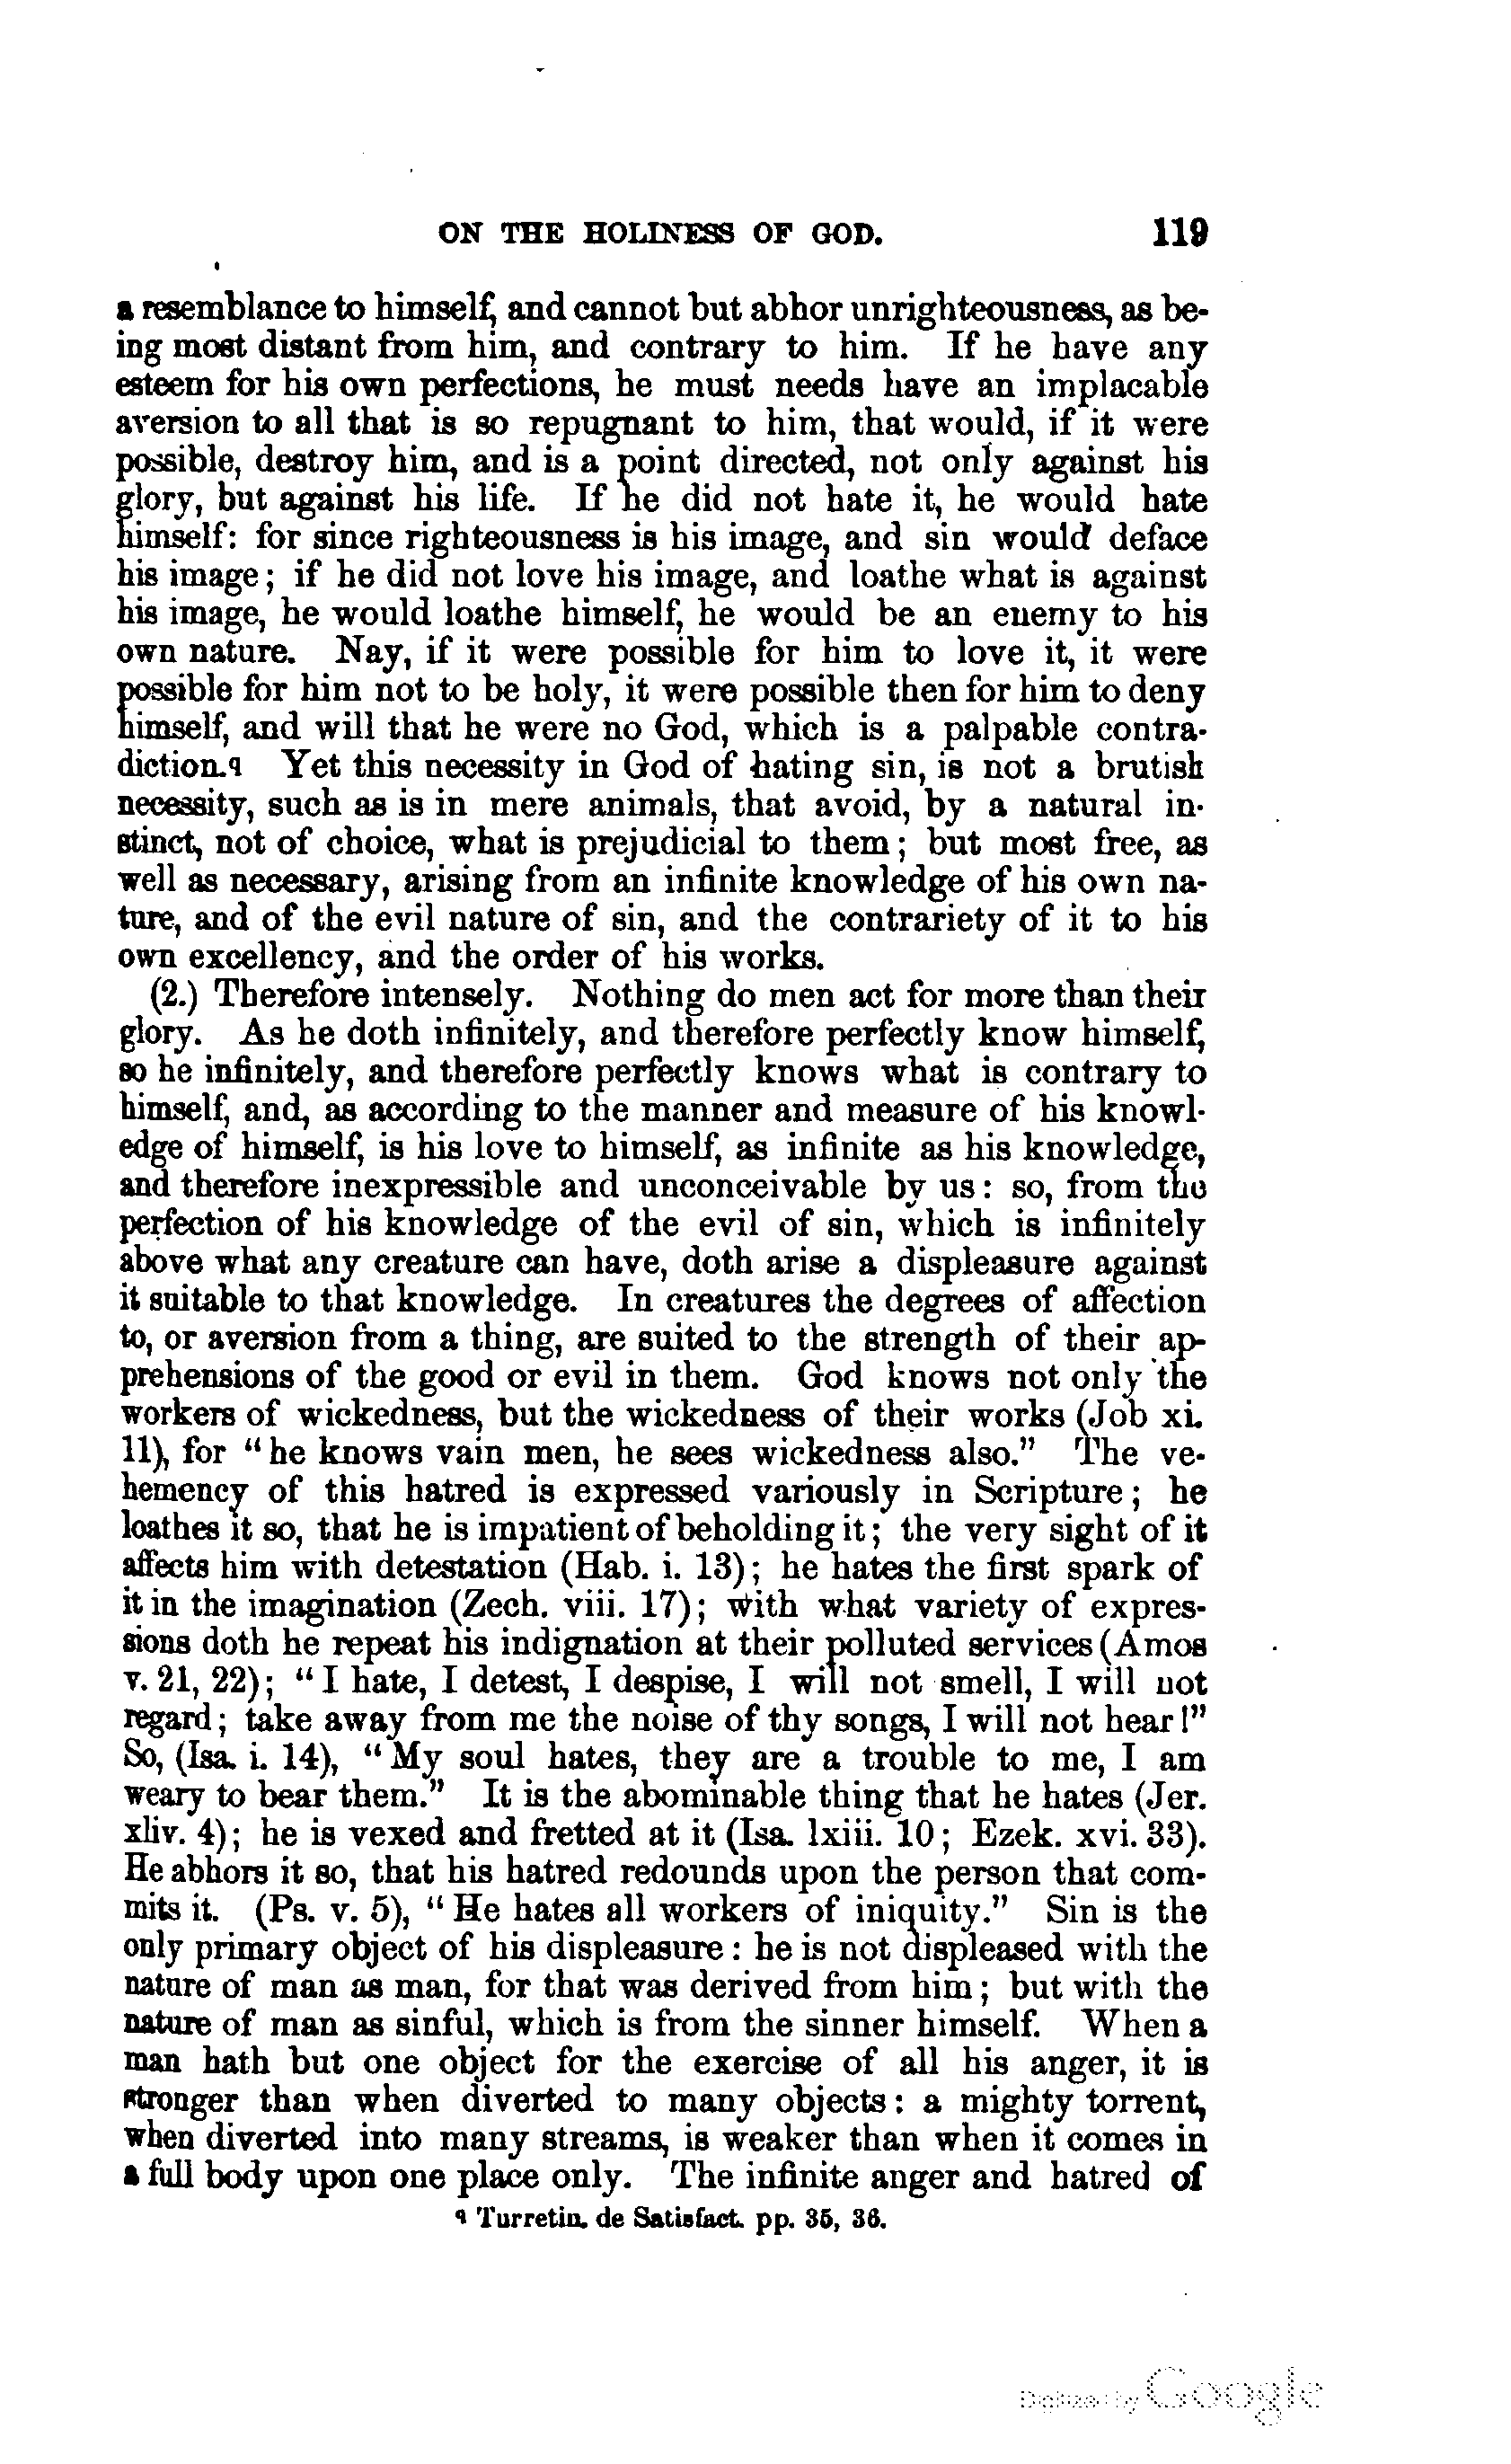 ON THE HOLINESS OF GOD. 119
a resemblance to himself, and cannot but abhor unrighteousness, as be-
ing most distant from him, and contrary to him. If he have any
esteem for his own perfections, he must needs have an implacable
aversion to all that is so repugnant to him, that would, if it were
possible, destroy him, and is a point directed, not only against his
glory, but against his life. If he did not hate it, he would hate
himself: for since righteousness is his image, and sin would deface
his image; if he did not love his image, and loathe what is against
his image, he would loathe himself, he would be an enemy to his
own nature. Nay, if it were possible for him to love it, it were
possible for him not to be holy, it were possible then for him to deny
himself, and will that he were no God, which is a palpable contra-
diction.q Yet this necessity in God of hating sin, is not a brutish
necessity, such as is in mere animals, that avoid, by a natural in-
stinct, not of choice, what is prejudicial to them; but most free, as
well as necessary, arising from an infinite knowledge of his own na-
ture, and of the evil nature of sin, and the contrariety of it to his
own excellency, and the order of his works.
(2.) Therefore intensely. Nothing do men act for more than their
glory. As he doth infinitely, and therefore perfectly know himself,
so he infinitely, and therefore perfectly knows what is contrary to
himself, and, as according to the manner and measure of his knowl-
edge of himself, is his love to himself, as infinite as his knowledge,
and therefore inexpressible and unconceivable by us: so, from the
perfection of his knowledge of the evil of sin, which is infinitely
above what any creature can have, doth arise a displeasure against
it suitable to that knowledge. In creatures the degrees of affection
to, or aversion from a thing, are suited to the strength of their ap-
prehensions of the good or evil in them. God knows not only the
workers of wickedness, but the wickedness of their works (Job xi.
11), for "he knows vain men, he sees wickedness also." The ve-
hemency of this hatred is expressed variously in Scripture; he
loathes it so, that he is impatient of beholding it; the very sight of it
affects him with detestation (Hab. i. 13); he hates the first spark of
it in the imagination (Zech. viii. 17); with what variety of expres-
sions doth he repeat his indignation at their polluted services (Amos
v. 21, 22); "I hate, I detest, I despise, I will not smell, I will not
regard; take away from me the noise of thy songs, I will not hear!"
So, (Isa. i. 14), "My soul hates, they are a trouble to me, I am
weary to bear them." It is the abominable thing that he hates (Jer.
xliv. 4); he is vexed and fretted at it (Isa. lxiii. 10; Ezek. xvi. 33).
He abhors it so, that his hatred redounds upon the person that com-
mits it. (Ps. v. 5), "He hates all workers of iniquity." Sin is the
only primary object of his displeasure: he is not displeased with the
nature of man as man, for that was derived from him; but with the
nature of man as sinful, which is from the sinner himself. When a
man hath but one object for the exercise of all his anger, it is
stronger than when diverted to many objects: a mighty torrent,
when diverted into many streams, is weaker than when it comes in
a full body upon one place only. The infinite anger and hatred of
q Turretin. de Satisfact. pp. 35, 36.
Digitized by Google